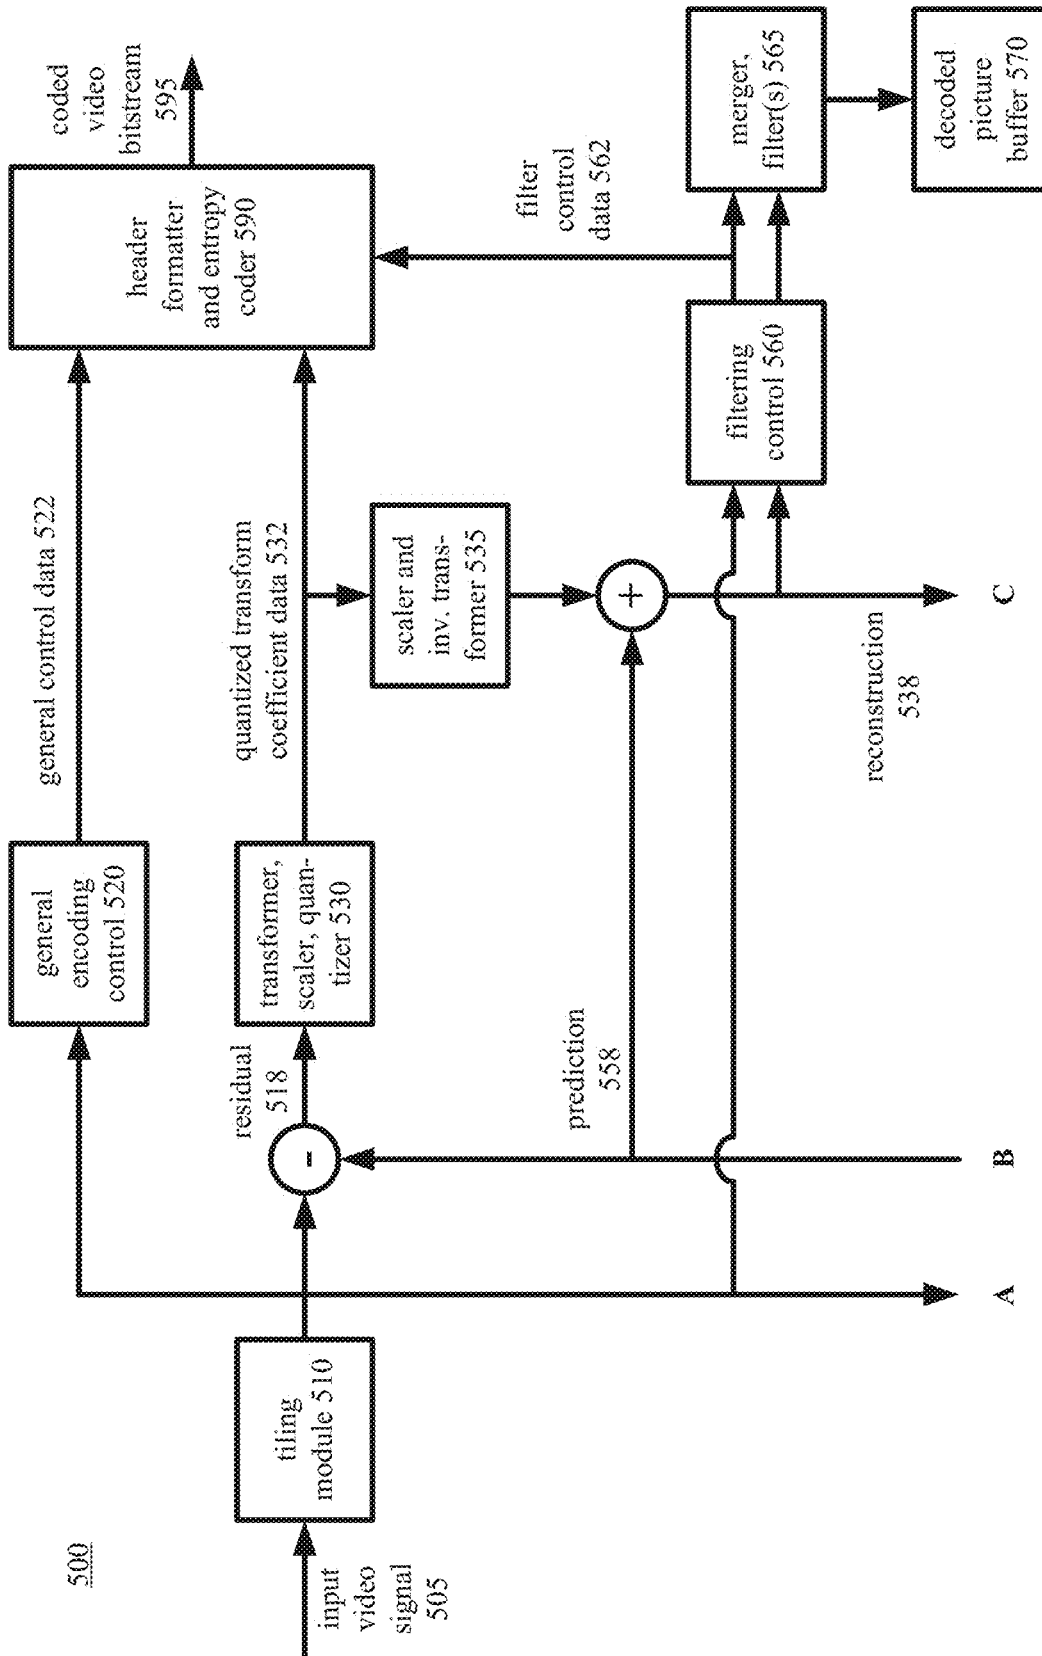 500
general
encoding
control 520
general control data 522
header
formatter
and entropy
coder 590
coded
video
bitstream
595
input
video
signal
505
tiling
module 510
-
residual
518
transformer,
scaler, quan-
tizer 530
quantized transform
coefficient data 532
scaler and
inv. trans-
former 535
filter
control
data 562
prediction
558
+
filtering
control 560
merger,
filter(s) 565
reconstruction
538
decoded
picture
buffer 570
A
B
C